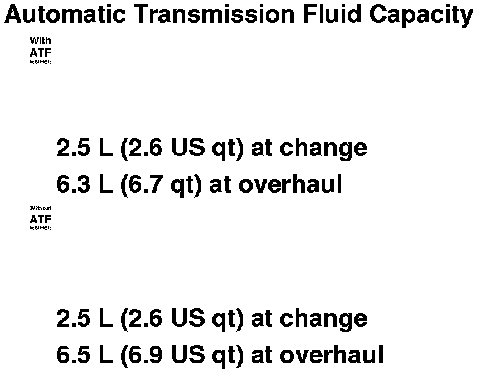 Automatic Transmission Fluid Capacity
With
ATF
2.5 L (2.6 US qt) at change
6.3 L (6.7 qt) at overhaul
Without
ATF
2.5 L (2.6 US qt) at change
6.5 L (6.9 US qt) at overhaul